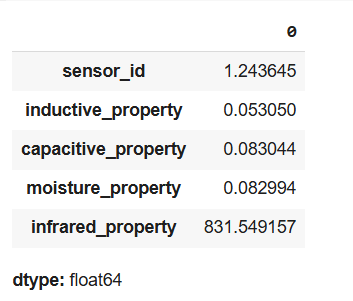 0
sensor_id 1.243645
inductive_property 0.053050
capacitive_property 0.083044
moisture_property 0.082994
infrared_property 831.549157
dtype: float64